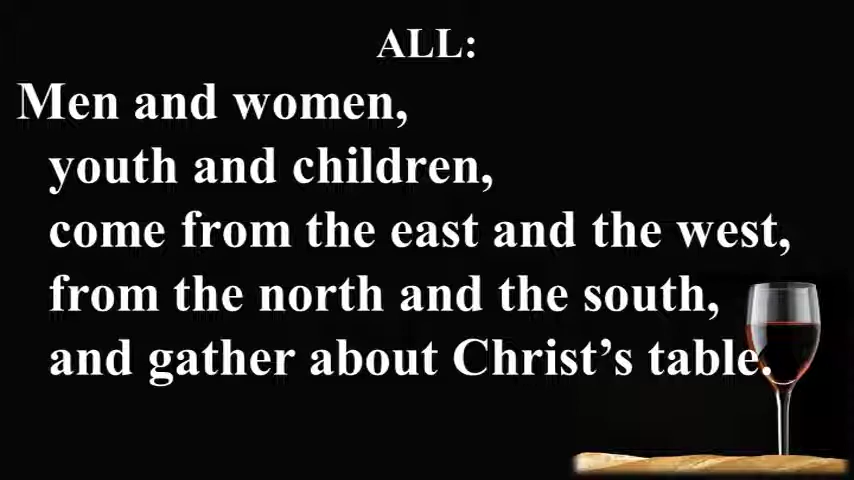 ALL:
Men and women,
youth and children,
come from the east and the west,
from the north and the south,
and gather about Christ’s table.